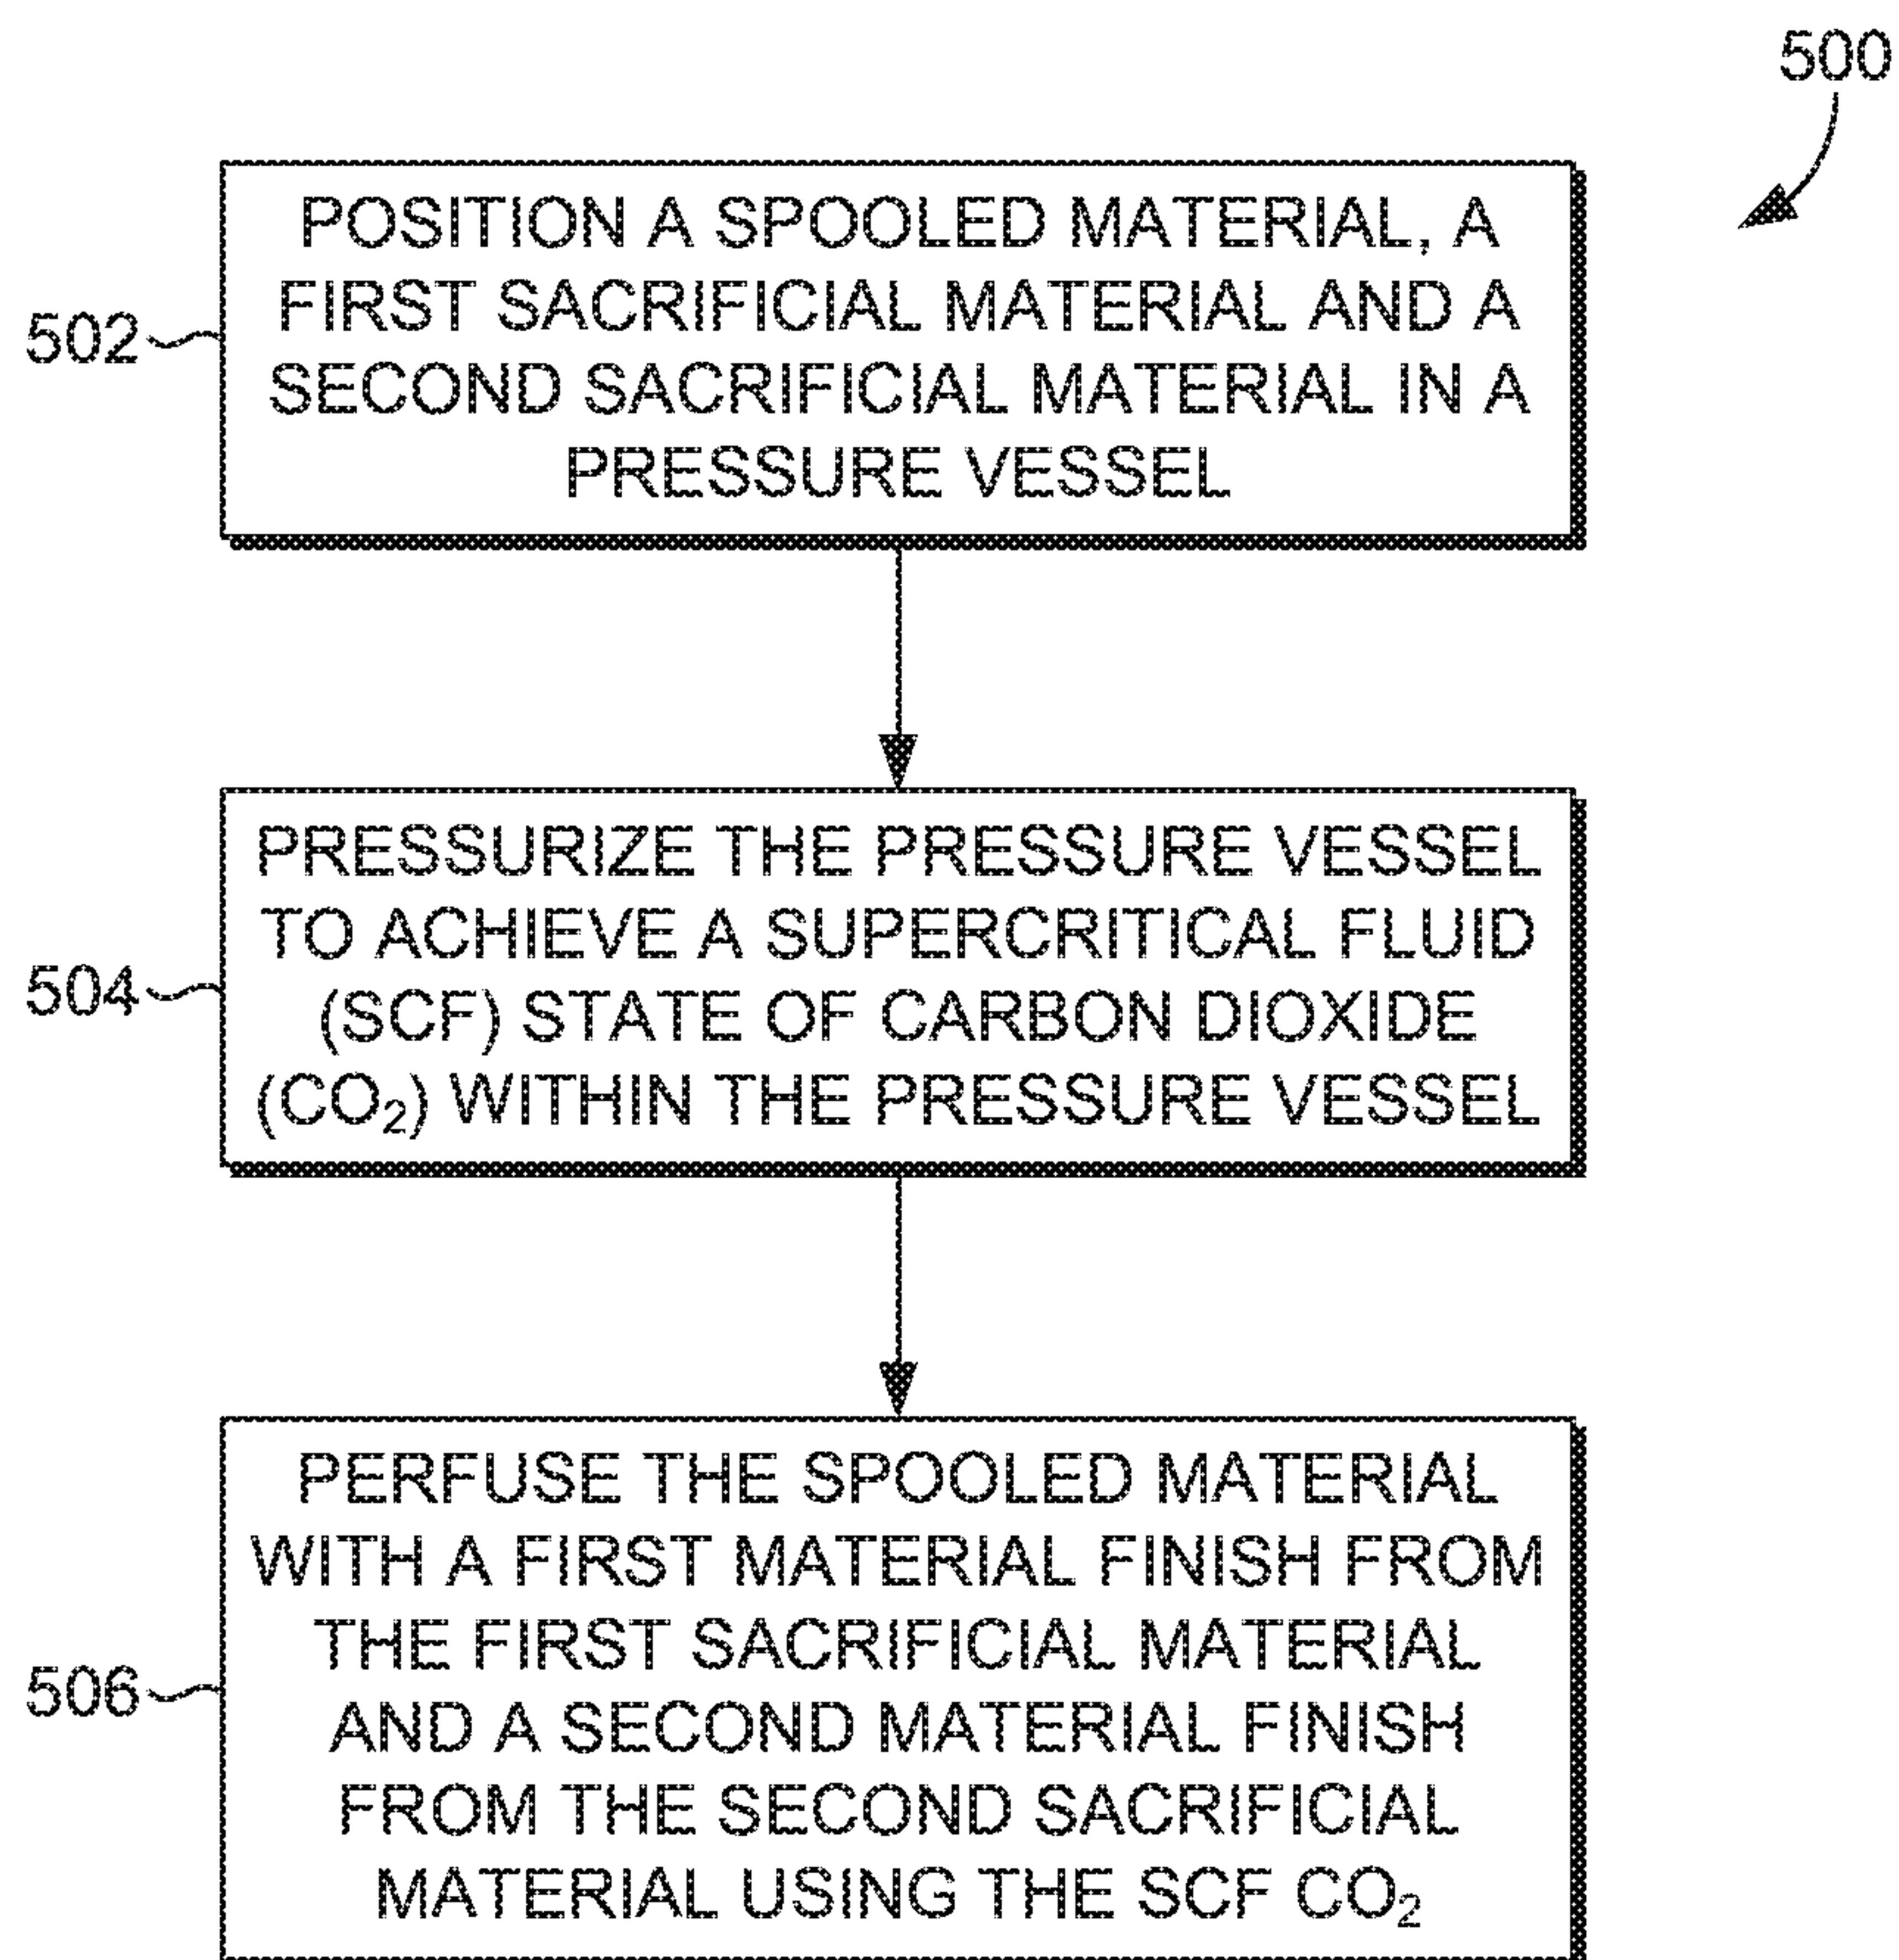 500
POSITION A SPOOLED MATERIAL, A
FIRST SACRIFICIAL MATERIAL AND A
SECOND SACRIFICIAL MATERIAL IN A
PRESSURE VESSEL
502
PRESSURIZE THE PRESSURE VESSEL
TO ACHIEVE A SUPERCRITICAL FLUID
(SCF) STATE OF CARBON DIOXIDE
(CO₂) WITHIN THE PRESSURE VESSEL
504
PERFUSE THE SPOOLED MATERIAL
WITH A FIRST MATERIAL FINISH FROM
THE FIRST SACRIFICIAL MATERIAL
AND A SECOND MATERIAL FINISH
FROM THE SECOND SACRIFICIAL
MATERIAL USING THE SCF CO₂
506